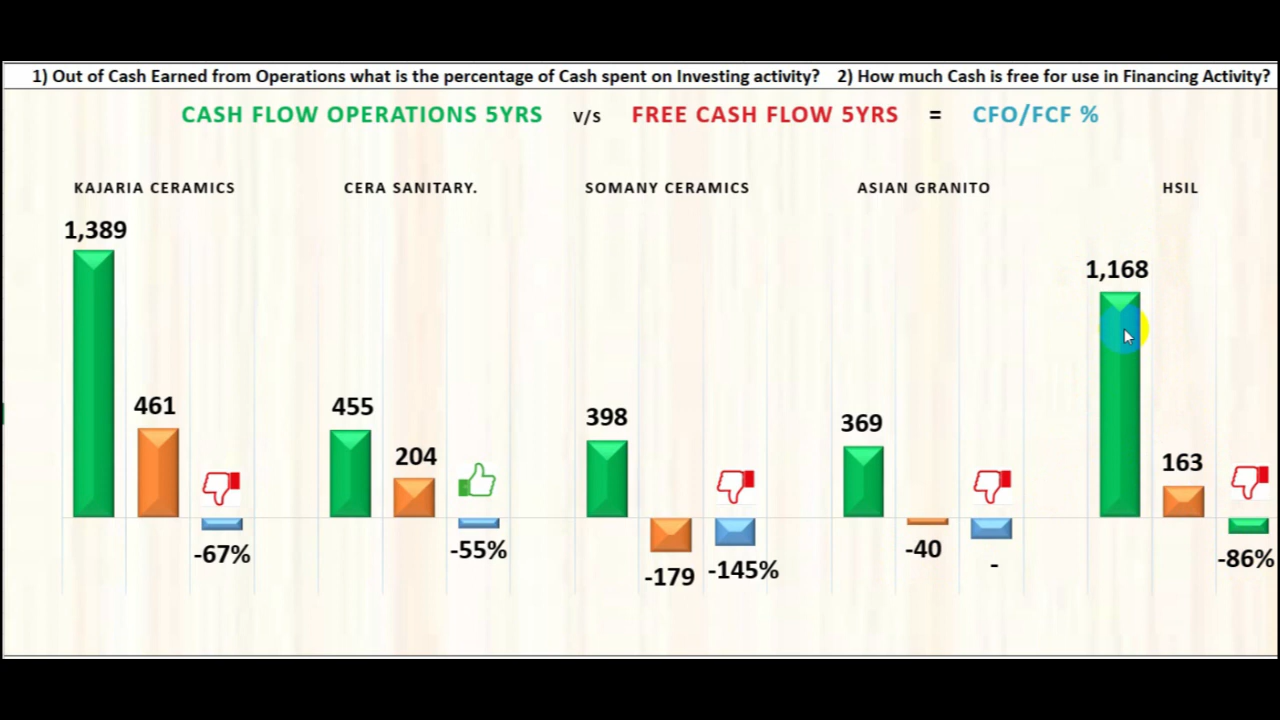 1) Out of Cash Earned from Operations what is the percentage of Cash spent on Investing activity? 2) How much Cash is free for use in Financing Activity?
CASH FLOW OPERATIONS 5YRS v/s FREE CASH FLOW 5YRS = CFO/FCF %
KAJARIA CERAMICS CERA SANITARY. SOMANY CERAMICS ASIAN GRANITO HSIL
1,389
1,168
461 455 398 369
204 163
-67% -55% -179 -145% -40 - -86%